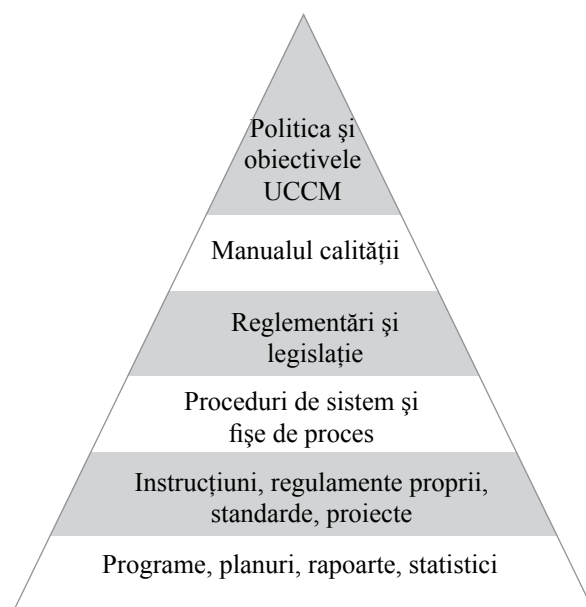 Politica şi
obiectivele
UCCM
Manualul calităţii
Reglementări şi
legislaţie
Proceduri de sistem şi
fişe de proces
Instrucţiuni, regulamente proprii,
standarde, proiecte
Programe, planuri, rapoarte, statistici